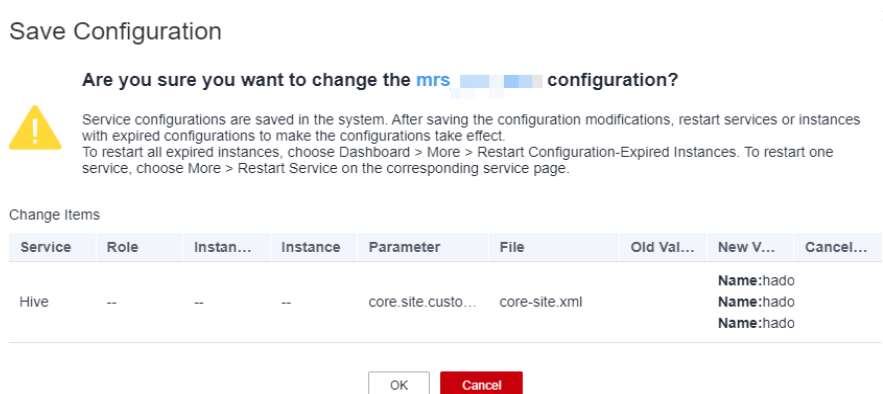 Save Configuration
Are you sure you want to change the mrs configuration?
Service configurations are saved in the system. After saving the configuration modifications, restart services or instances
with expired configurations to make the configurations take effect.
To restart all expired instances, choose Dashboard > More > Restart Configuration-Expired Instances. To restart one
service, choose More > Restart Service on the corresponding service page.
Change Items
Service Role Instan... Instance Parameter File Old Val... New V... Cancel...
Name:hado
Hive -- -- -- core.site.custo... core-site.xml Name:hado
Name:hado
OK Cancel